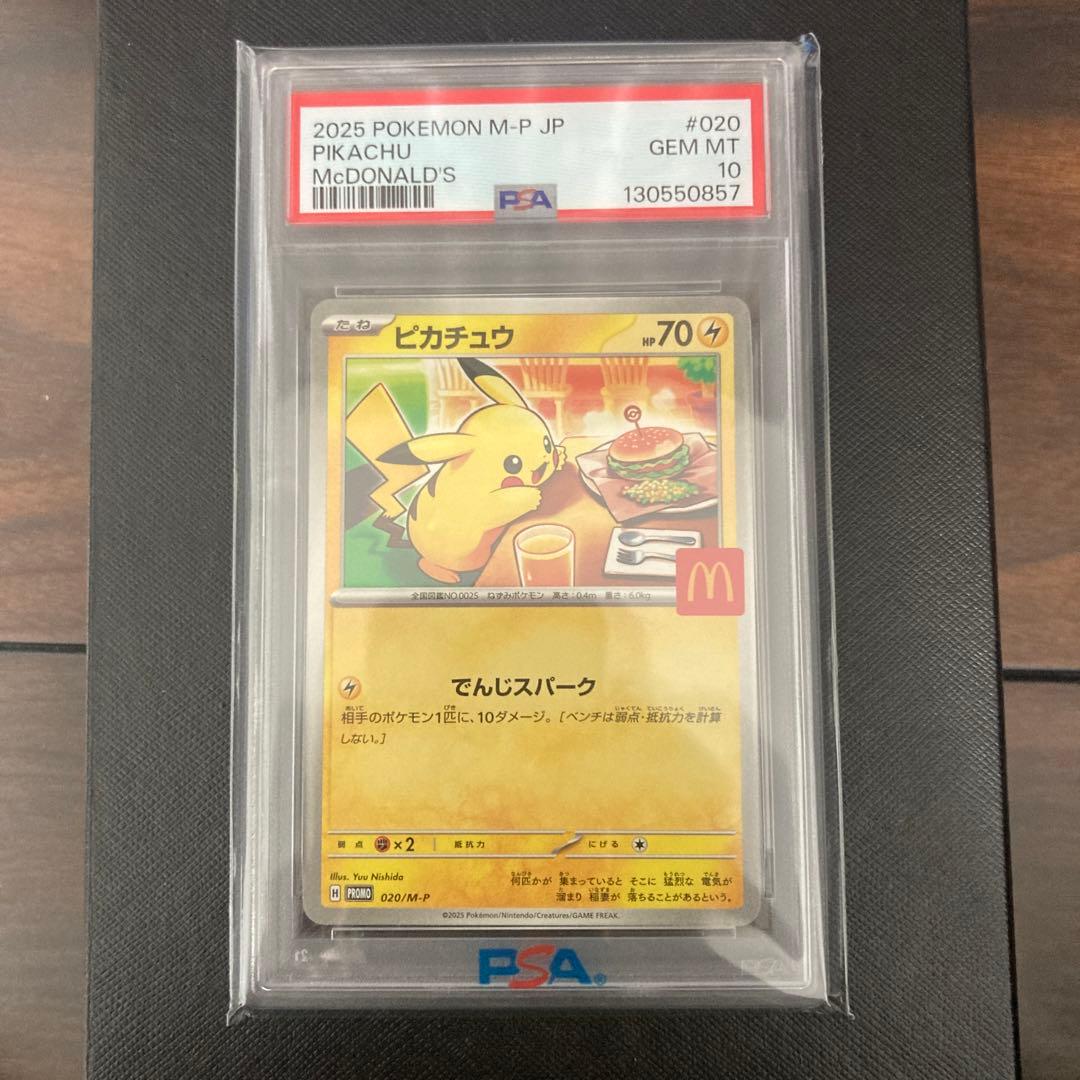 2025 POKEMON M-P JP #020
PIKACHU GEM MT
McDONALD'S 10
PSA 130550857
たね ピカチュウ HP 70
M
全国図鑑NO.0025 ねずみポケモン 高さ:0.4m 重さ:6.0kg
でんじスパーク
相手のポケモン1匹に、10ダメージ。[ベンチは弱点・抵抗力を計算
しない。]
弱点 ×2 抵抗力 にげる
Illus. Yuu Nishida
何匹かが 集まっていると そこに 猛烈な 電気が
溜まり 稲妻が 落ちることがあるという。
H PROMO 020/M-P
©2025 Pokémon/Nintendo/Creatures/GAME FREAK.
PSA®